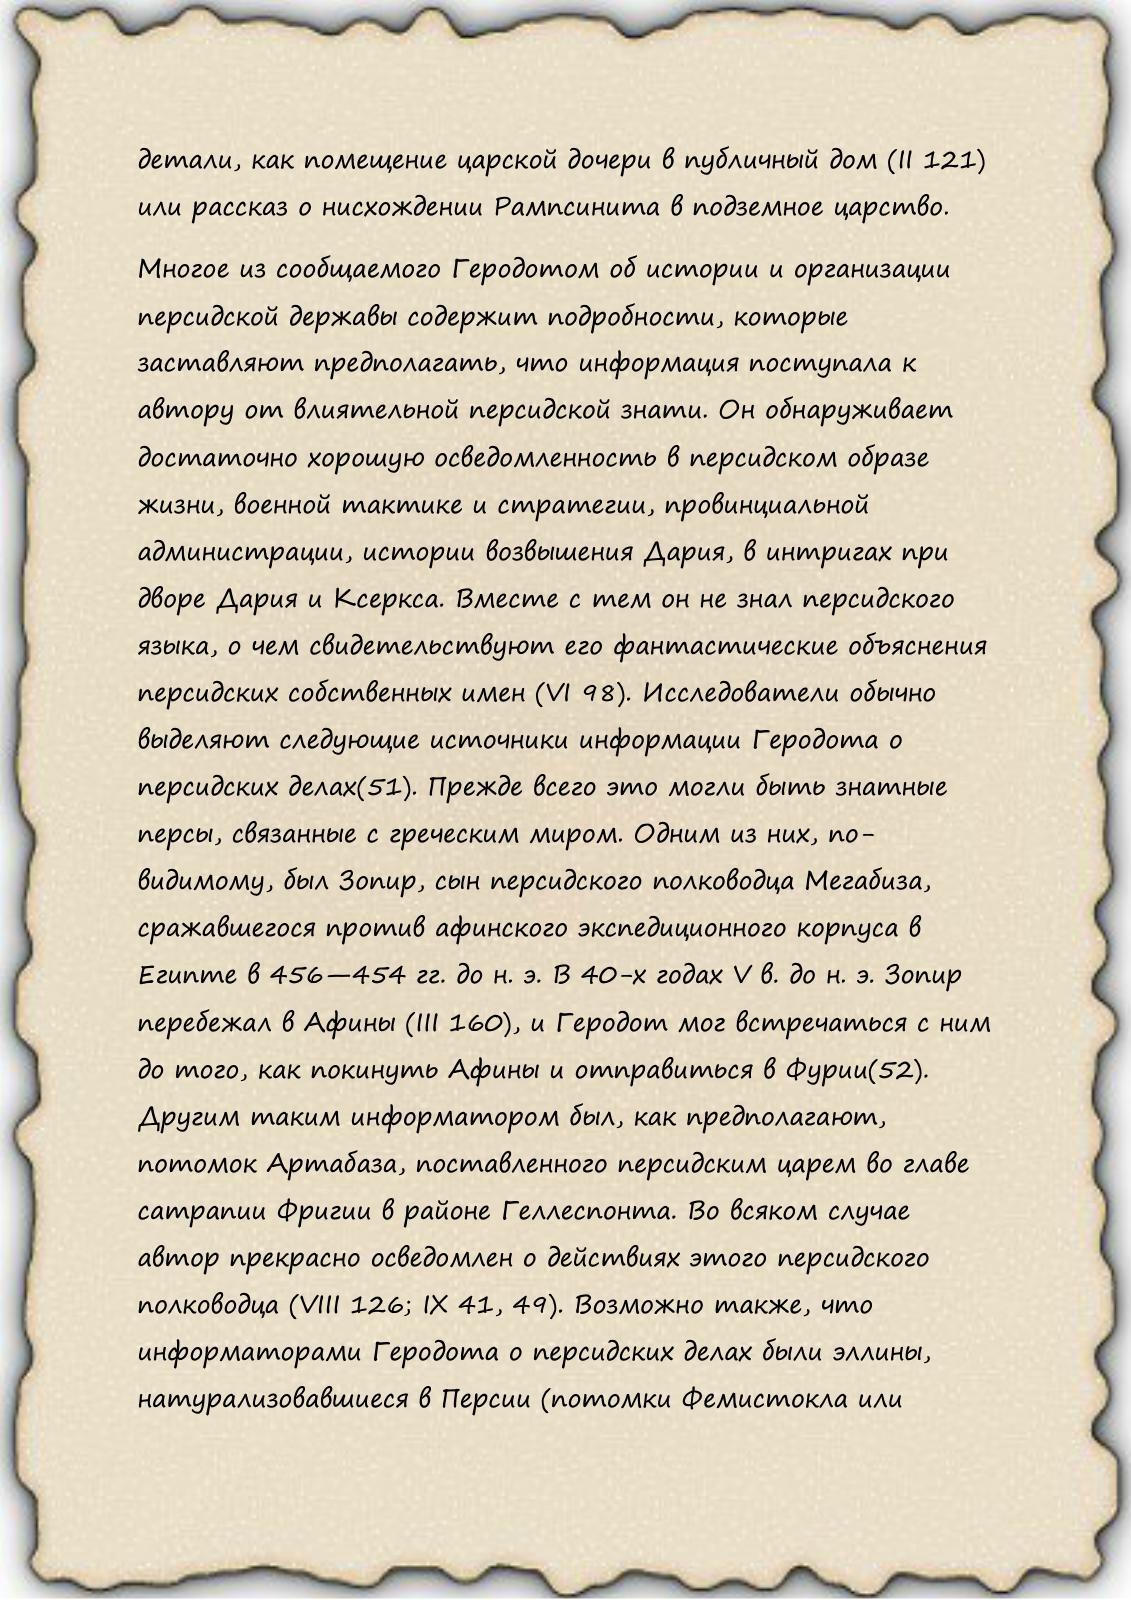 детали, как помещение царской дочери в публичный дом (II 121)
или рассказ о нисхождении Рампсинита в подземное царство.
Многое из сообщаемого Геродотом об истории и организации
персидской державы содержит подробности, которые
заставляют предполагать, что информация поступала к
автору от влиятельной персидской знати. Он обнаруживает
достаточно хорошую осведомленность в персидском образе
жизни, военной тактике и стратегии, провинциальной
администрации, истории возвышения Дария, в интригах при
дворе Дария и Ксеркса. Вместе с тем он не знал персидского
языка, о чем свидетельствуют его фантастические объяснения
персидских собственных имен (VI 98). Исследователи обычно
выделяют следующие источники информации Геродота о
персидских делах(51). Прежде всего это могли быть знатные
персы, связанные с греческим миром. Одним из них, по-
видимому, был Зопир, сын персидского полководца Мегабиза,
сражавшегося против афинского экспедиционного корпуса в
Египте в 456—454 гг. до н. э. В 40-х годах V в. до н. э. Зопир
перебежал в Афины (III 160), и Геродот мог встречаться с ним
до того, как покинуть Афины и отправиться в Фурии(52).
Другим таким информатором был, как предполагают,
потомок Артабаза, поставленного персидским царем во главе
сатрапии Фригии в районе Геллеспонта. Во всяком случае
автор прекрасно осведомлен о действиях этого персидского
полководца (VIII 126; IX 41, 49). Возможно также, что
информаторами Геродота о персидских делах были эллины,
натурализовавшиеся в Персии (потомки Фемистокла или